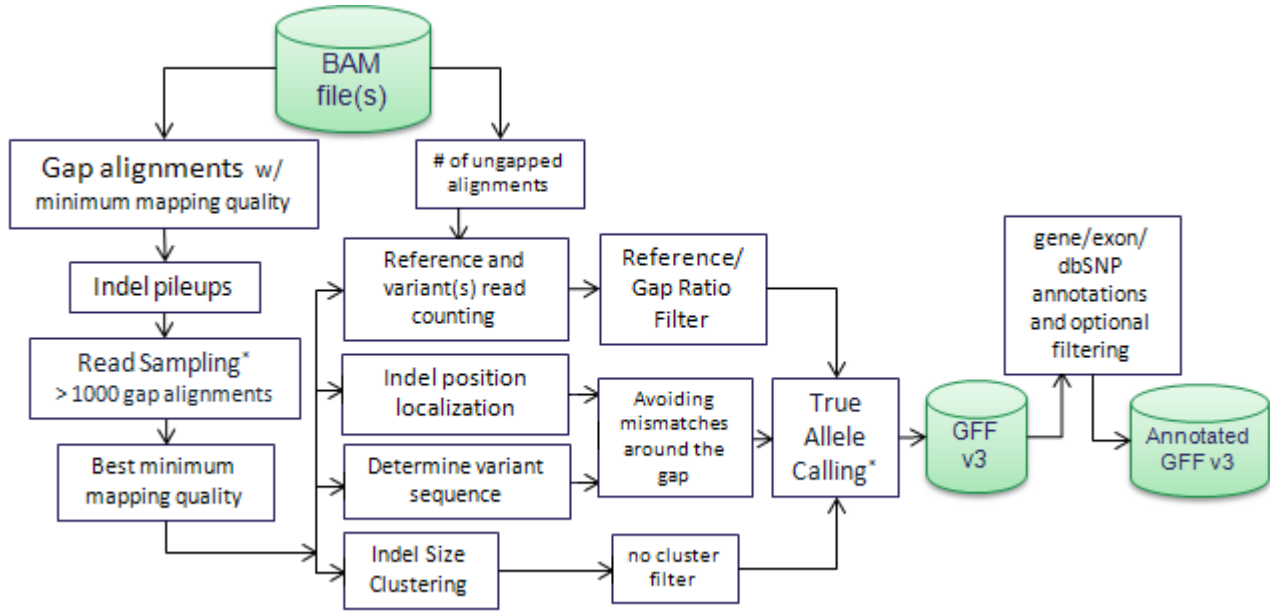 BAM
file(s)
Gap alignments w/
minimum mapping quality
# of ungapped
alignments
Indel pileups
Reference and
variant(s) read
counting
Reference/
Gap Ratio
Filter
gene/exon/
dbSNP
annotations
and optional
filtering
Read Sampling*
> 1000 gap alignments
Indel position
localization
Avoiding
mismatches
around the
gap
True
Allele
Calling*
GFF
v3
Annotated
GFF v3
Best minimum
mapping quality
Determine variant
sequence
Indel Size
Clustering
no cluster
filter